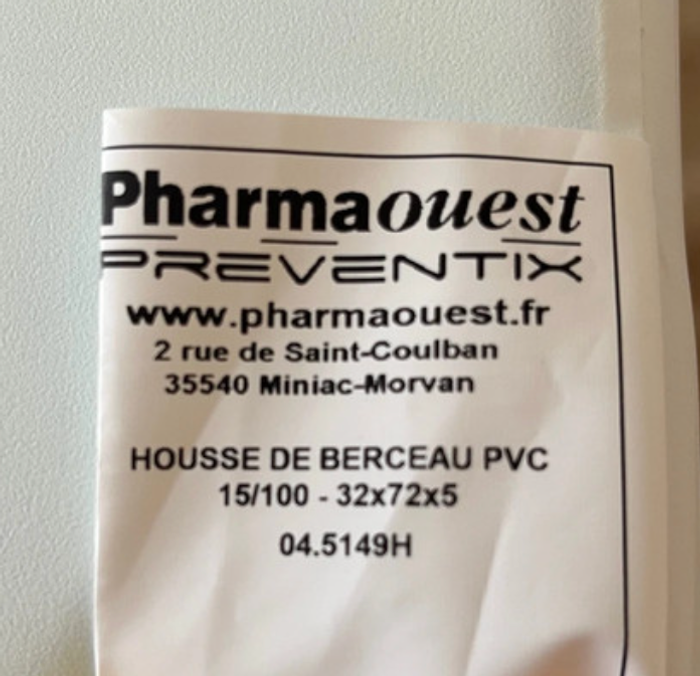 Pharmaouest
PREVENTIX
www.pharmaouest.fr
2 rue de Saint-Coulban
35540 Miniac-Morvan
HOUSSE DE BERCEAU PVC
15/100 - 32x72x5
04.5149H